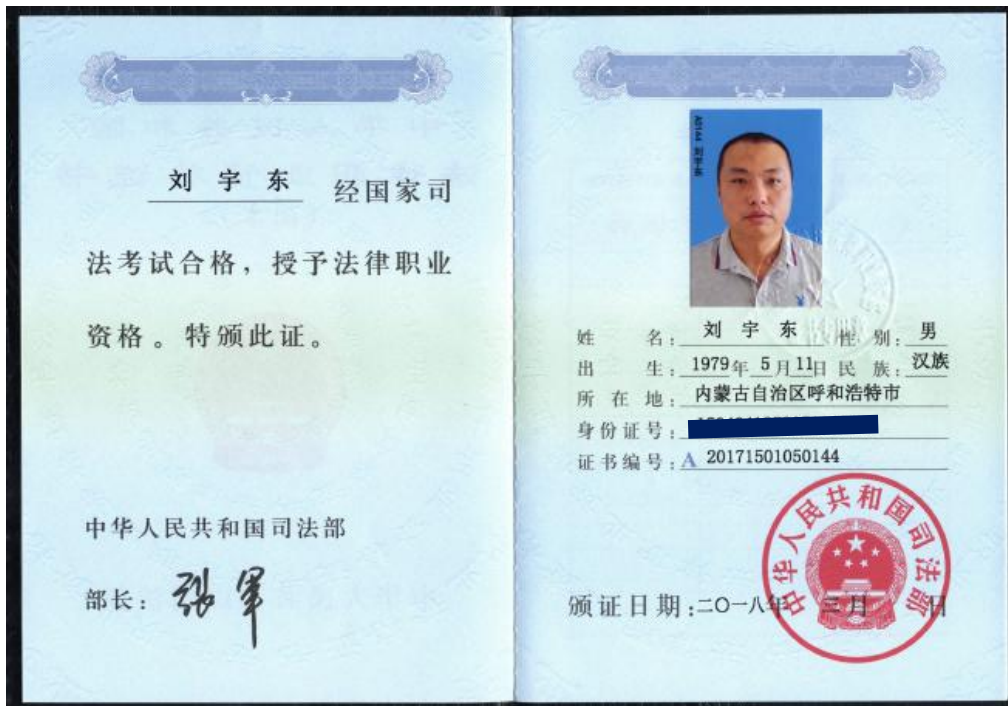 刘 宇 东 经国家司
法考试合格，授予法律职业
资格。特颁此证。
中华人民共和国司法部
部长：张军
A0144 刘宇东
姓 名：刘 宇 东 性 别：男
出 生：1979年 5月11日 民 族：汉族
所 在 地：内蒙古自治区呼和浩特市
身份证号：
证书编号：A 20171501050144
中华人民共和国司法部
颁证日期：二〇一八年 三月 日